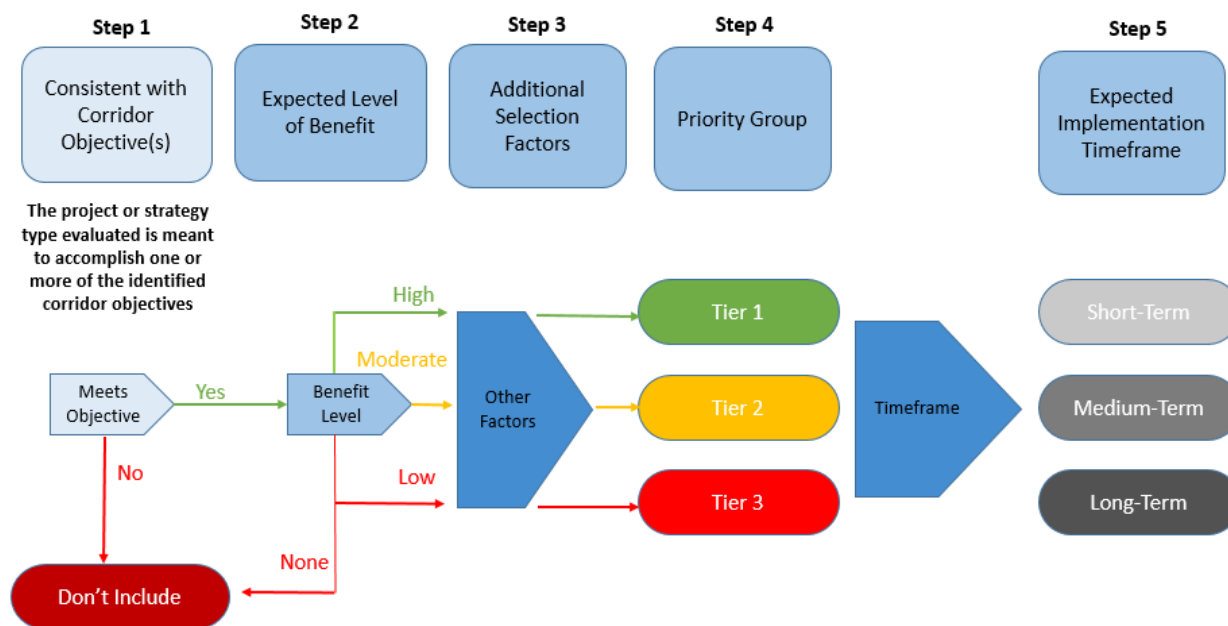 Step 1
Step 2
Step 3
Step 4
Step 5
Consistent with
Corridor
Objective(s)
Expected Level
of Benefit
Additional
Selection
Factors
Priority Group
Expected
Implementation
Timeframe
The project or strategy
type evaluated is meant
to accomplish one or
more of the identified
corridor objectives
High
Moderate
Low
None
Meets
Objective
Yes
No
Benefit
Level
Other
Factors
Tier 1
Tier 2
Tier 3
Timeframe
Short-Term
Medium-Term
Long-Term
Don't Include